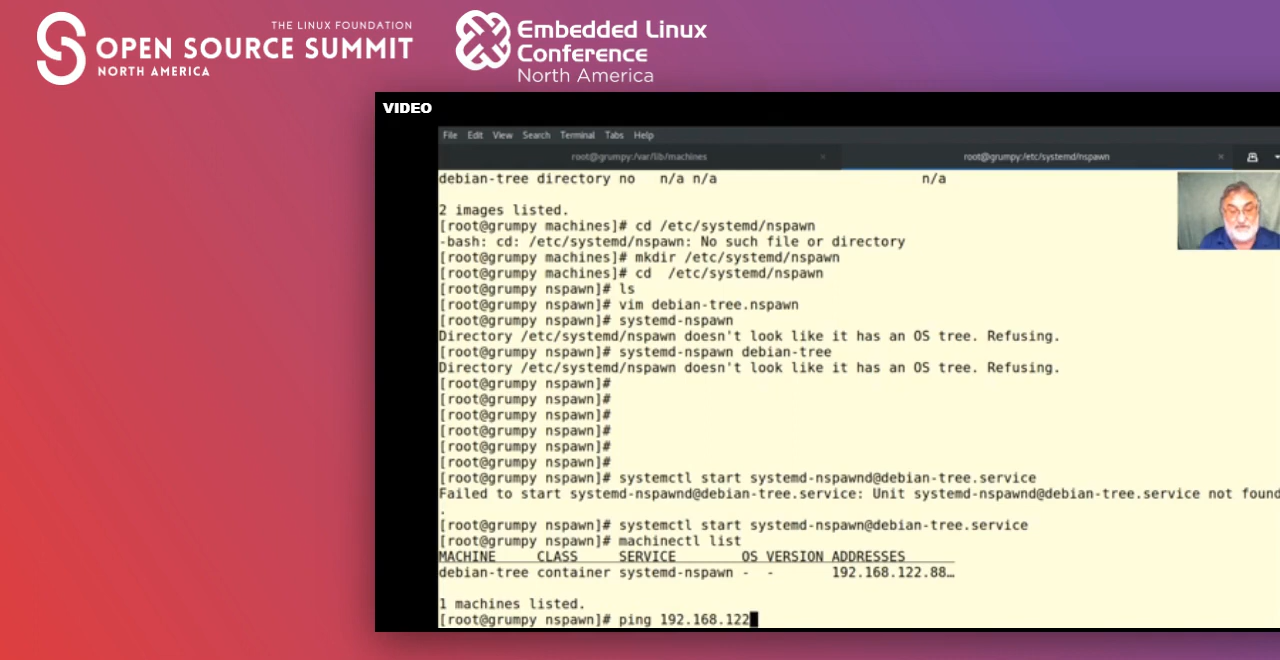 THE LINUX FOUNDATION
OPEN SOURCE SUMMIT
NORTH AMERICA
Embedded Linux
Conference
North America
VIDEO
File Edit View Search Terminal Tabs Help
root@grumpy:/var/lib/machines × root@grumpy:/etc/systemd/nspawn ×
debian-tree directory no n/a n/a n/a
2 images listed.
[root@grumpy machines]# cd /etc/systemd/nspawn
-bash: cd: /etc/systemd/nspawn: No such file or directory
[root@grumpy machines]# mkdir /etc/systemd/nspawn
[root@grumpy machines]# cd  /etc/systemd/nspawn
[root@grumpy nspawn]# ls
[root@grumpy nspawn]# vim debian-tree.nspawn
[root@grumpy nspawn]# systemd-nspawn
Directory /etc/systemd/nspawn doesn't look like it has an OS tree. Refusing.
[root@grumpy nspawn]# systemd-nspawn debian-tree
Directory /etc/systemd/nspawn doesn't look like it has an OS tree. Refusing.
[root@grumpy nspawn]#
[root@grumpy nspawn]#
[root@grumpy nspawn]#
[root@grumpy nspawn]#
[root@grumpy nspawn]#
[root@grumpy nspawn]#
[root@grumpy nspawn]# systemctl start systemd-nspawnd@debian-tree.service
Failed to start systemd-nspawnd@debian-tree.service: Unit systemd-nspawnd@debian-tree.service not found
.
[root@grumpy nspawn]# systemctl start systemd-nspawn@debian-tree.service
[root@grumpy nspawn]# machinectl list
MACHINE CLASS SERVICE OS VERSION ADDRESSES
debian-tree container systemd-nspawn - - 192.168.122.88…
1 machines listed.
[root@grumpy nspawn]# ping 192.168.122